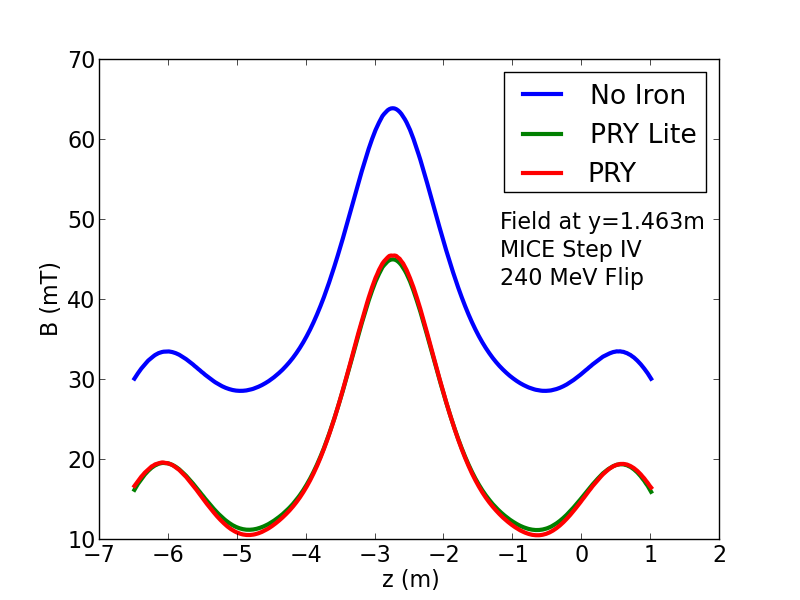 70
60
50
40
30
20
10
B (mT)
No Iron
PRY Lite
PRY
Field at y=1.463m
MICE Step IV
240 MeV Flip
−7 −6 −5 −4 −3 −2 −1 0 1 2
z (m)